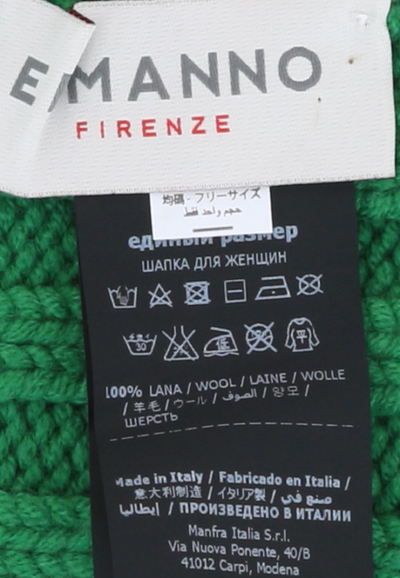 EMANNO
FIRENZE
均碼・フリーサイズ
حجم واحد فقط
единый размер
ШАПКА ДЛЯ ЖЕНЩИН
30
平
100% LANA / WOOL / LAINE / WOLLE
/ 羊毛 / ウール / الصوف / 양모 /
ШЕРСТЬ
Made in Italy / Fabricado en Italia /
意大利制造 / イタリア製 / صنع في
إيطاليا / ПРОИЗВЕДЕНО В ИТАЛИИ
Manfra Italia S.r.l.
Via Nuova Ponente, 40/B
41012 Carpi, Modena